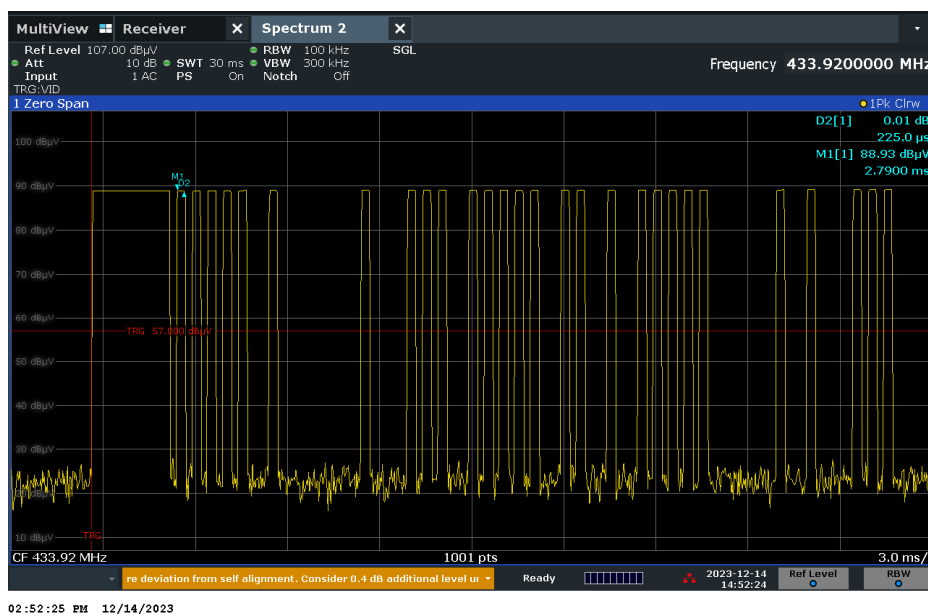 MultiView Receiver X Spectrum 2 X
Ref Level 107.00 dBµV RBW 100 kHz SGL
Att 10 dB SWT 30 ms VBW 300 kHz
Input 1 AC PS On Notch Off
Frequency 433.9200000 MHz
TRG:VID
1 Zero Span 1Pk Clrw
D2[1] 0.01 dB
225.0 µs
M1[1] 88.93 dBµV
2.7900 ms
100 dBµV
M1
D2
90 dBµV
80 dBµV
70 dBµV
60 dBµV
TRG 57.000 dBµV
50 dBµV
40 dBµV
30 dBµV
20 dBµV
10 dBµV
TRG
CF 433.92 MHz 1001 pts 3.0 ms/
re deviation from self alignment. Consider 0.4 dB additional level u
Ready
2023-12-14
14:52:24
Ref Level RBW
02:52:25 PM 12/14/2023